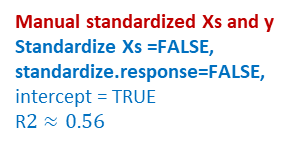 Manual standardized Xs and y
Standardize Xs =FALSE,
standardize.response=FALSE,
intercept = TRUE
R2 ≈ 0.56